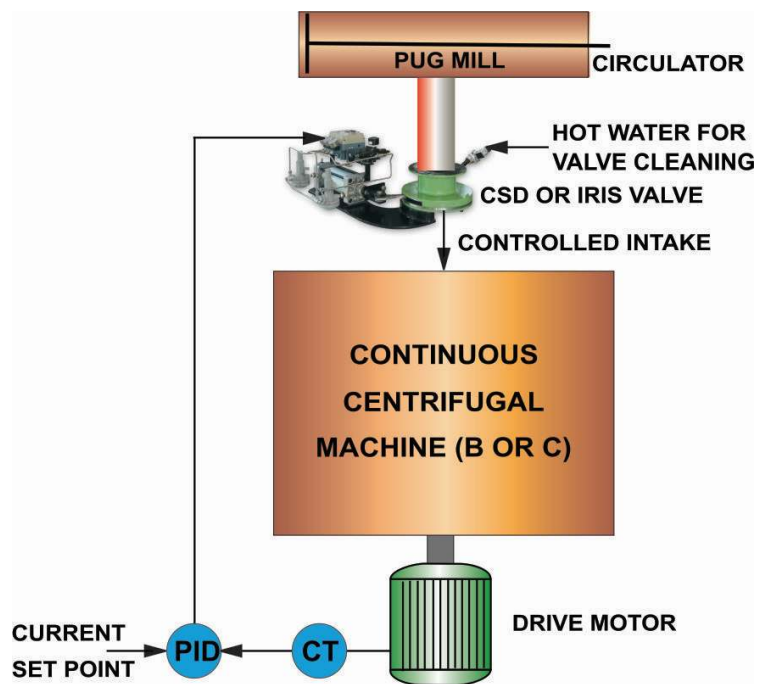 PUG MILL
CIRCULATOR
HOT WATER FOR
VALVE CLEANING
CSD OR IRIS VALVE
CONTROLLED INTAKE
CONTINUOUS
CENTRIFUGAL
MACHINE (B OR C)
DRIVE MOTOR
CURRENT
SET POINT
PID
CT